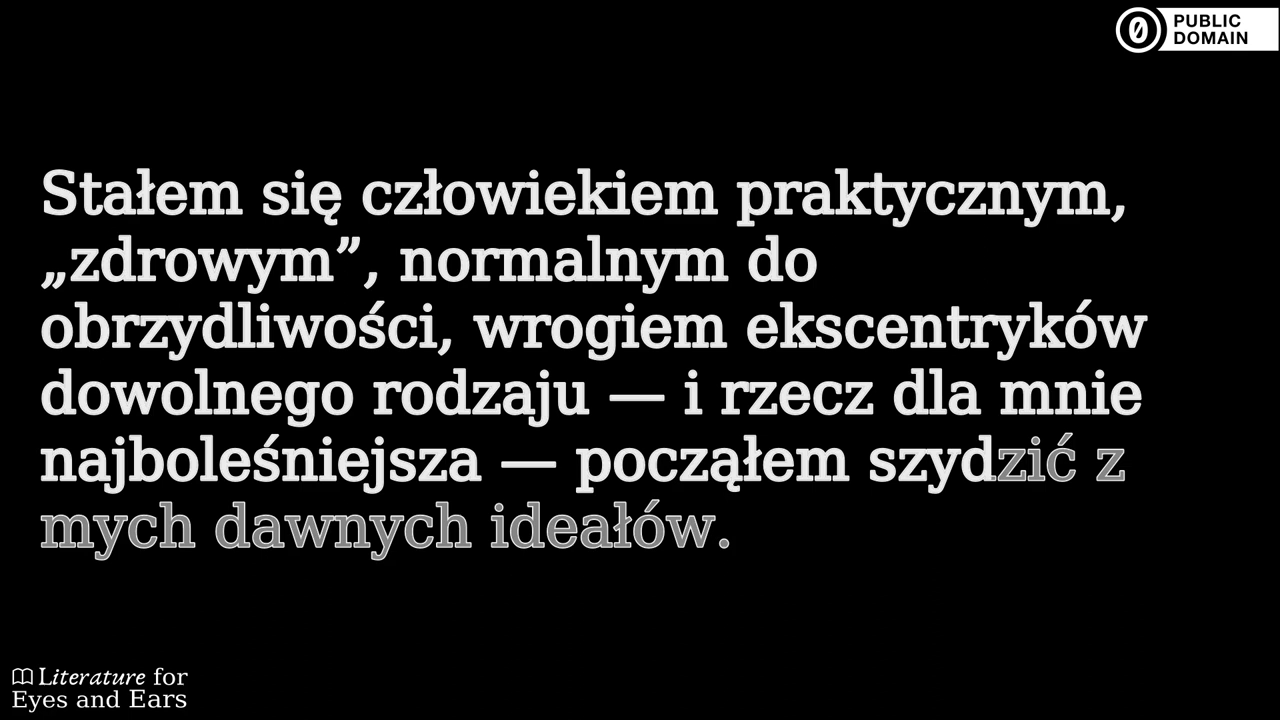 PUBLIC
DOMAIN
Stałem się człowiekiem praktycznym,
„zdrowym”, normalnym do
obrzydliwości, wrogiem ekscentryków
dowolnego rodzaju — i rzecz dla mnie
najboleśniejsza — począłem szydzić z
mych dawnych ideałów.
Literature for
Eyes and Ears